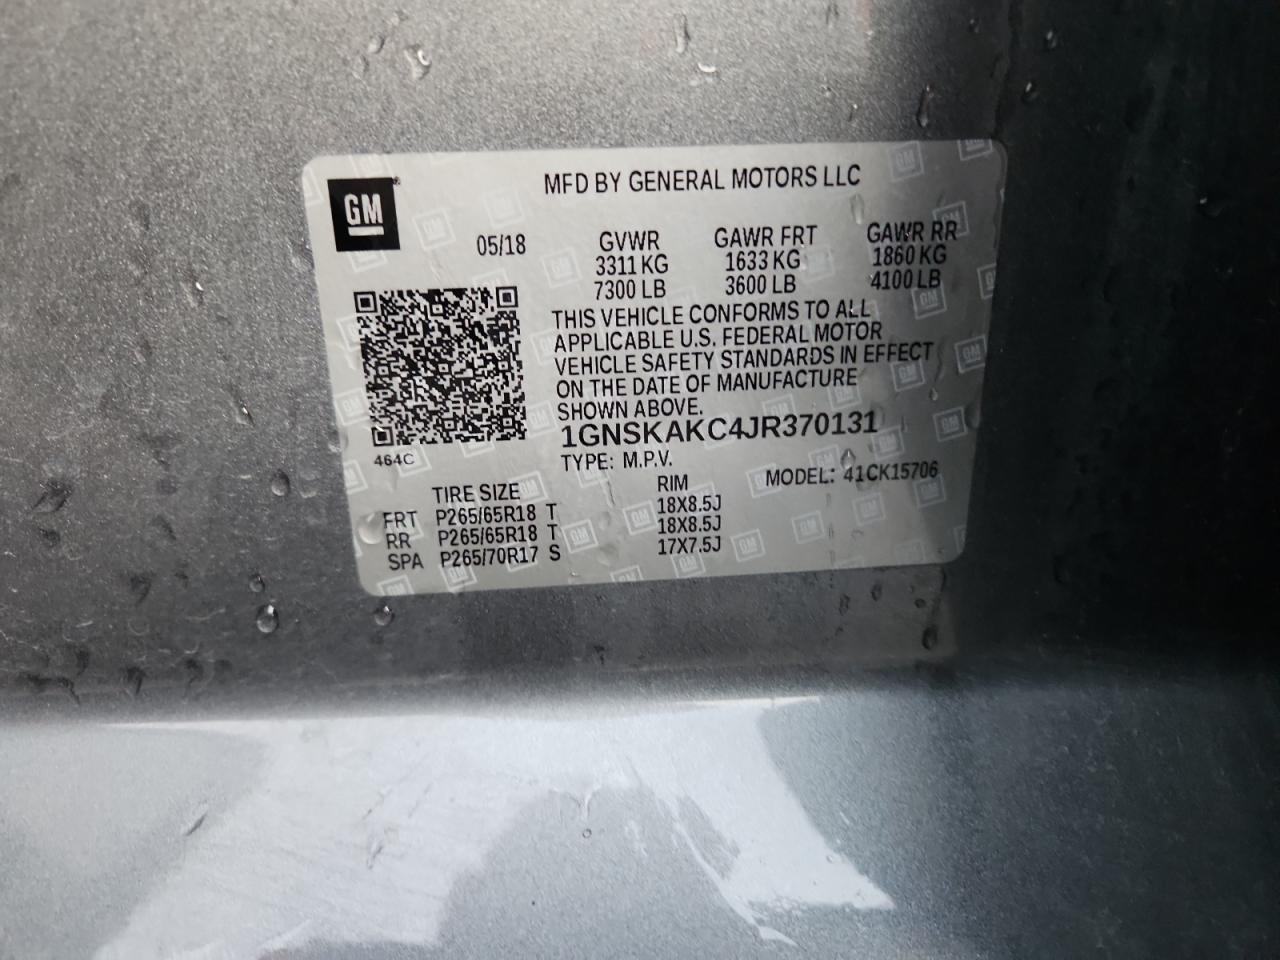 GM
MFD BY GENERAL MOTORS LLC
05/18
GVWR GAWR FRT GAWR RR
3311 KG 1633 KG 1860 KG
7300 LB 3600 LB 4100 LB
THIS VEHICLE CONFORMS TO ALL
APPLICABLE U.S. FEDERAL MOTOR
VEHICLE SAFETY STANDARDS IN EFFECT
ON THE DATE OF MANUFACTURE
SHOWN ABOVE.
1GNSKAKC4JR370131
464C
TYPE: M.P.V. MODEL: 41CK15706
TIRE SIZE RIM
FRT P265/65R18 T 18X8.5J
RR P265/65R18 T 18X8.5J
SPA P265/70R17 S 17X7.5J